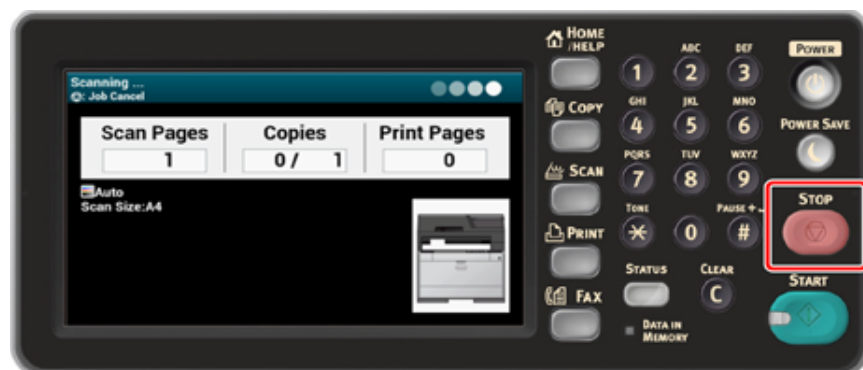 Scanning ...
: Job Cancel
Scan Pages
Copies
Print Pages
1
0 / 1
0
Auto
Scan Size:A4
HOME
/HELP
COPY
SCAN
PRINT
FAX
ABC
DEF
1
2
3
GHI
JKL
MNO
4
5
6
PQRS
TUV
WXYZ
7
8
9
TONE
PAUSE +-
*
0
#
STATUS
CLEAR
C
DATA IN
MEMORY
POWER
POWER SAVE
STOP
START